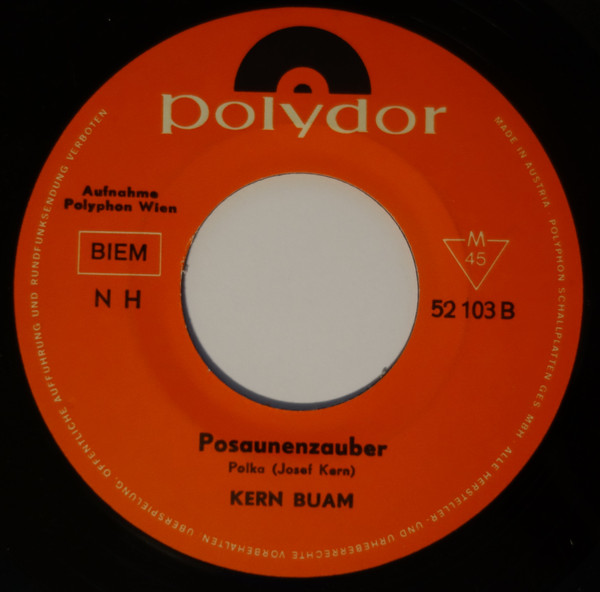 polydor
Aufnahme
Polyphon Wien
BIEM
N H
M
45
52 103 B
Posaunenzauber
Polka (Josef Kern)
KERN BUAM
MADE IN AUSTRIA POLYPHON SCHALLPLATTEN GES MBH ALLE HERSTELLER- UND URHEBERRECHTE VORBEHALTEN ÜBERSPIELUNG, ÖFFENTLICHE AUFFÜHRUNG UND RUNDFUNKSENDUNG VERBOTEN